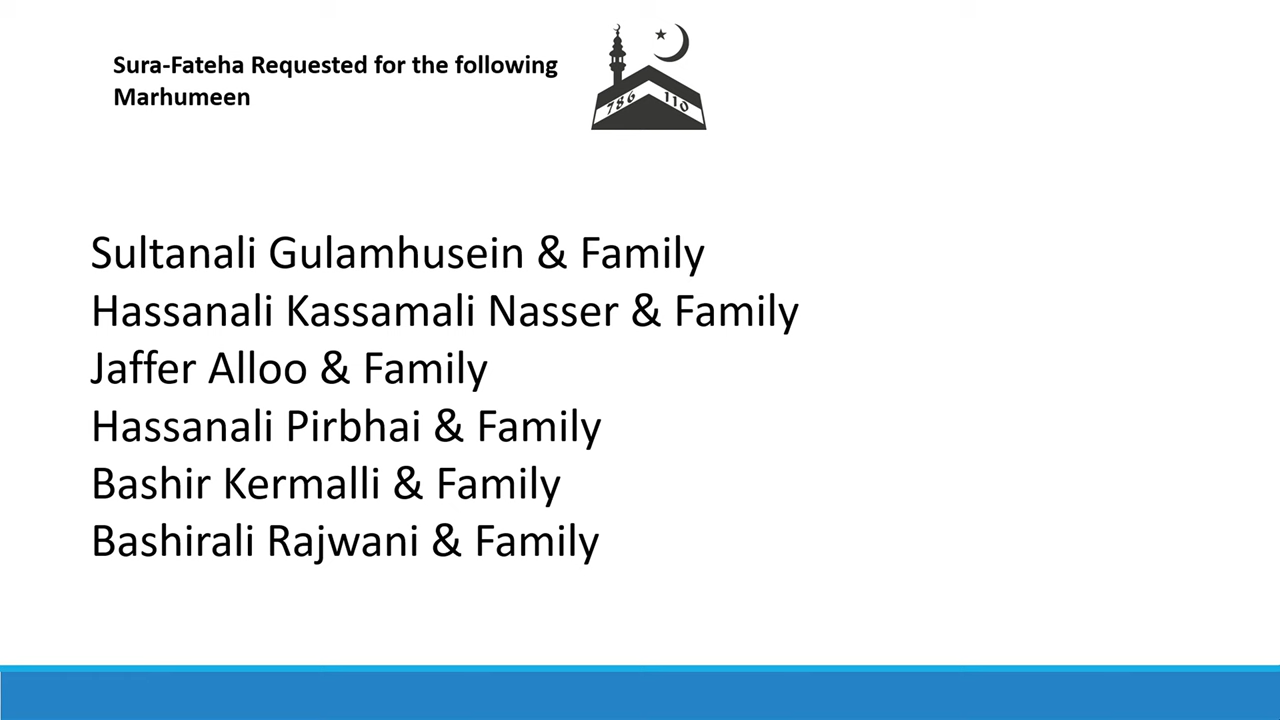 Sura-Fateha Requested for the following
Marhumeen
786 110
Sultanali Gulamhusein & Family
Hassanali Kassamali Nasser & Family
Jaffer Alloo & Family
Hassanali Pirbhai & Family
Bashir Kermalli & Family
Bashirali Rajwani & Family